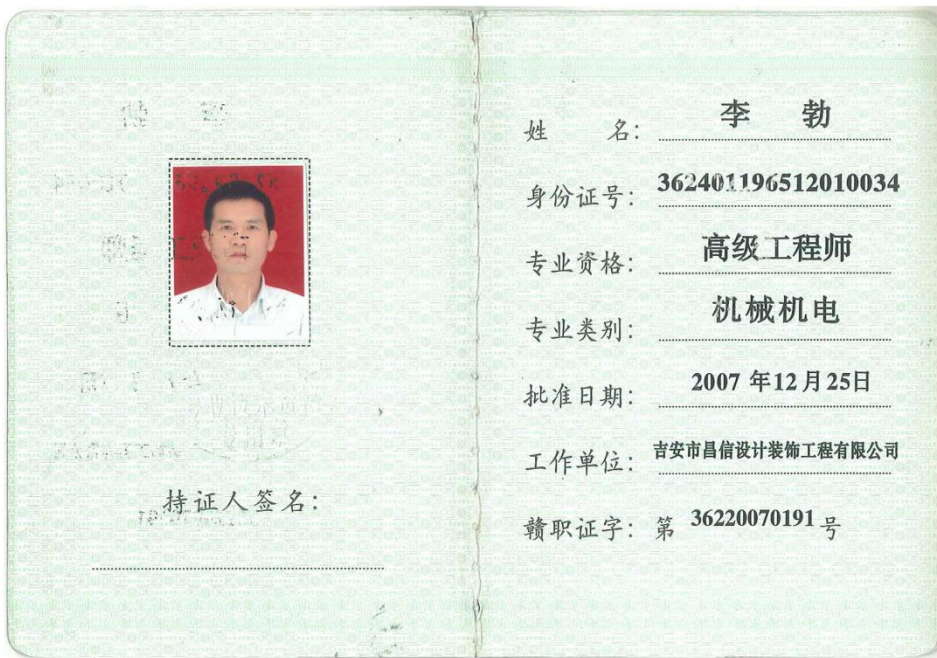 持证人签名:
姓 名: 李 勃
身份证号: 362401196512010034
专业资格: 高级工程师
专业类别: 机械机电
批准日期: 2007 年12月25日
工作单位: 吉安市昌信设计装饰工程有限公司
赣职证字: 第 36220070191 号